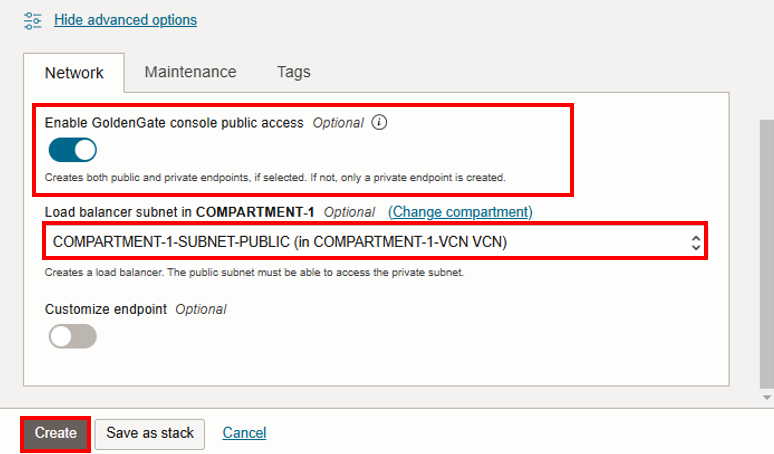 Hide advanced options
Network Maintenance Tags
Enable GoldenGate console public access Optional i
Creates both public and private endpoints, if selected. If not, only a private endpoint is created.
Load balancer subnet in COMPARTMENT-1 Optional (Change compartment)
COMPARTMENT-1-SUBNET-PUBLIC (in COMPARTMENT-1-VCN VCN)
Creates a load balancer. The public subnet must be able to access the private subnet.
Customize endpoint Optional
Create Save as stack Cancel